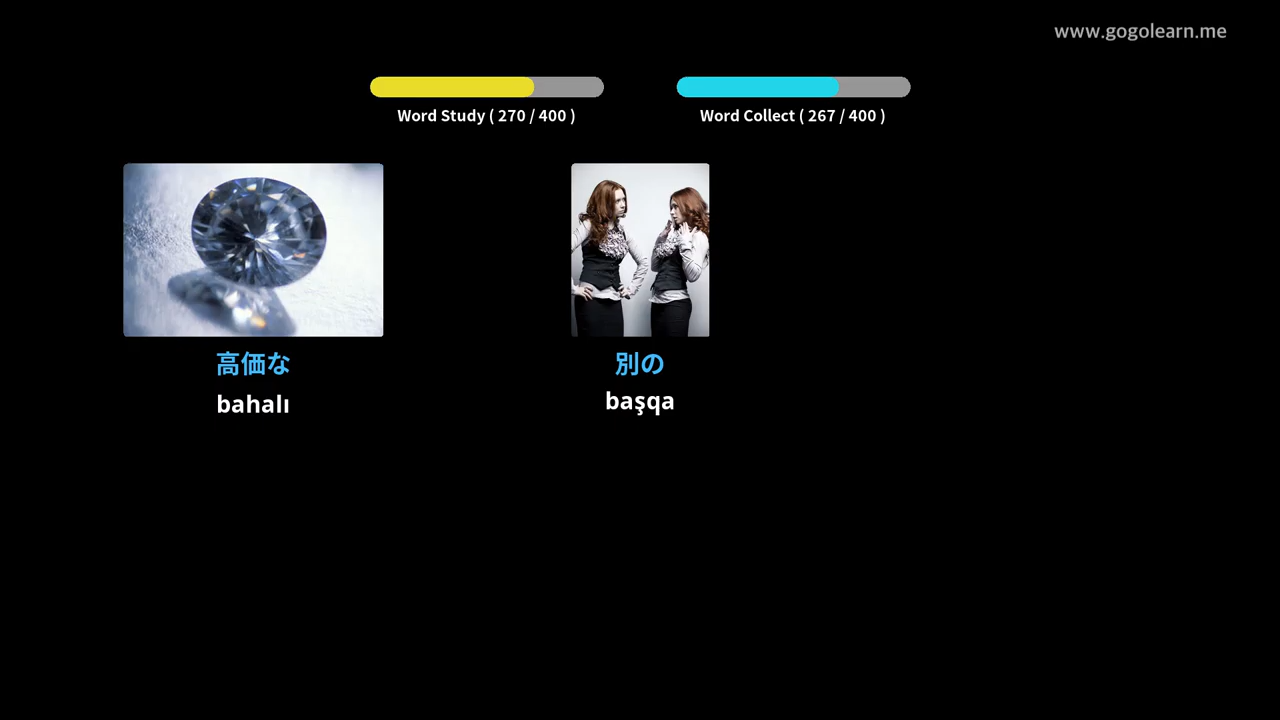 www.gogolearn.me
Word Study ( 270 / 400 )
Word Collect ( 267 / 400 )
高価な
bahalı
別の
başqa